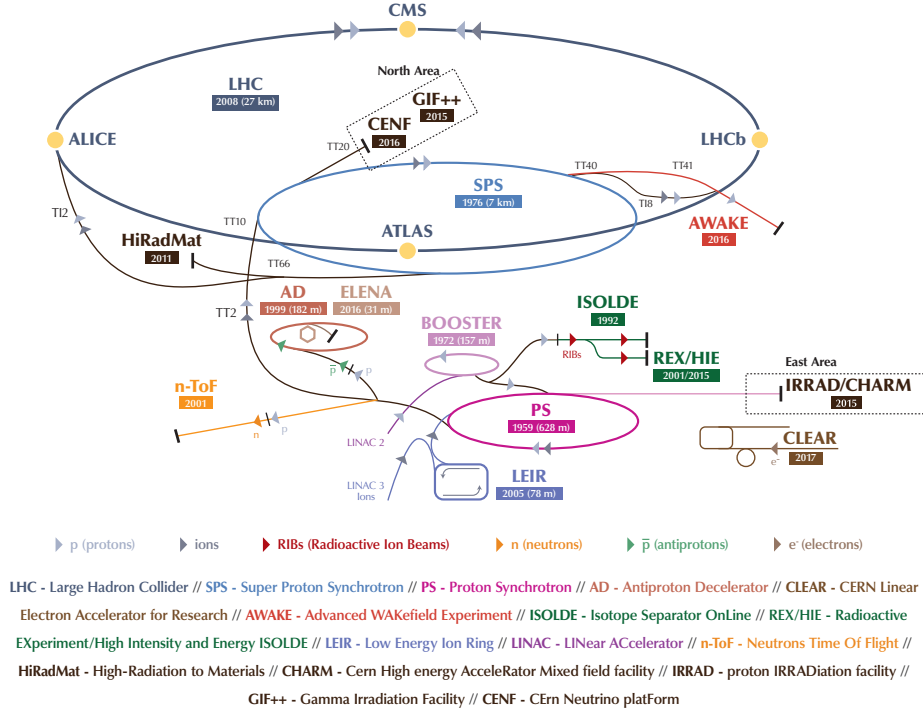 CMS
North Area
LHC
2008 (27 km)
GIF++
2015
CENF
2016
ALICE
LHCb
TT20
TT40
TT41
SPS
1976 (7 km)
TI8
TI2
TT10
AWAKE
2016
ATLAS
HiRadMat
2011
TT66
AD
1999 (182 m)
ELENA
2016 (31 m)
TT2
ISOLDE
1992
BOOSTER
1972 (157 m)
RIBs
REX/HIE
2001/2015
East Area
p̅
p
n-ToF
2001
IRRAD/CHARM
2015
PS
1959 (628 m)
n
p
LINAC 2
CLEAR
2017
e⁻
LEIR
2005 (78 m)
LINAC 3
Ions
p (protons)
ions
RIBs (Radioactive Ion Beams)
n (neutrons)
p̅ (antiprotons)
e⁻ (electrons)
LHC - Large Hadron Collider // SPS - Super Proton Synchrotron // PS - Proton Synchrotron // AD - Antiproton Decelerator // CLEAR - CERN Linear
Electron Accelerator for Research // AWAKE - Advanced WAKefield Experiment // ISOLDE - Isotope Separator OnLine // REX/HIE - Radioactive
EXperiment/High Intensity and Energy ISOLDE // LEIR - Low Energy Ion Ring // LINAC - LINear ACcelerator // n-ToF - Neutrons Time Of Flight //
HiRadMat - High-Radiation to Materials // CHARM - Cern High energy AcceleRator Mixed field facility // IRRAD - proton IRRADiation facility //
GIF++ - Gamma Irradiation Facility // CENF - CErn Neutrino platForm